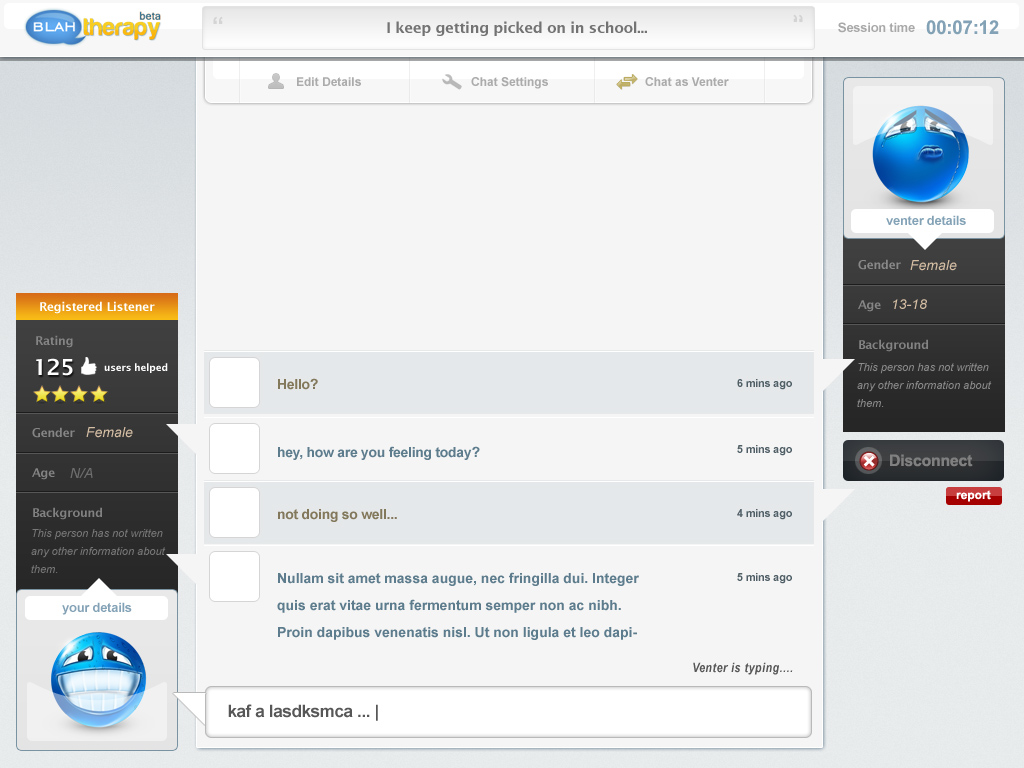 BLAH therapy beta
“ I keep getting picked on in school... ”
Session time 00:07:12
Edit Details
Chat Settings
Chat as Venter
venter details
Gender Female
Age 13-18
Background
This person has not written
any other information about
them.
Disconnect
report
Registered Listener
Rating
125 users helped
Gender Female
Age N/A
Background
This person has not written
any other information about
them.
your details
Hello? 6 mins ago
hey, how are you feeling today? 5 mins ago
not doing so well... 4 mins ago
Nullam sit amet massa augue, nec fringilla dui. Integer 5 mins ago
quis erat vitae urna fermentum semper non ac nibh.
Proin dapibus venenatis nisl. Ut non ligula et leo dapi-
Venter is typing....
kaf a lasdksmca ... |